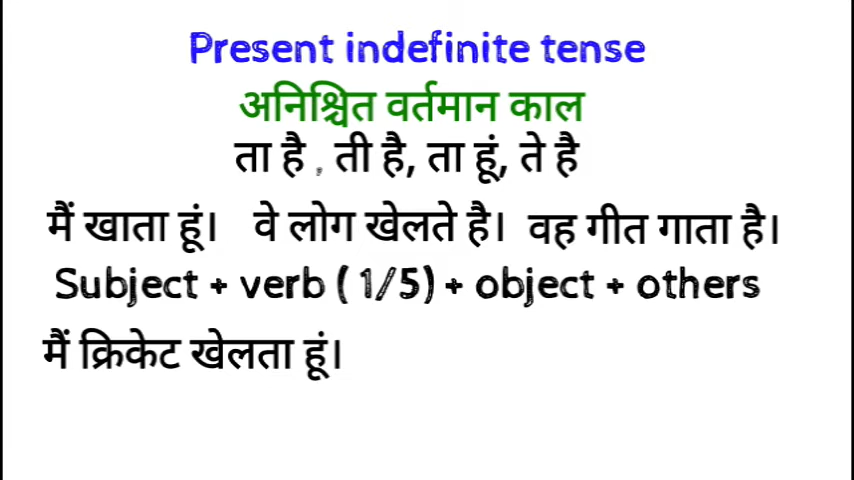 Present indefinite tense
अनिश्चित वर्तमान काल
ता है , ती है, ता हूं, ते है
मैं खाता हूं। वे लोग खेलते है। वह गीत गाता है।
Subject + verb ( 1/5) + object + others
मैं क्रिकेट खेलता हूं।